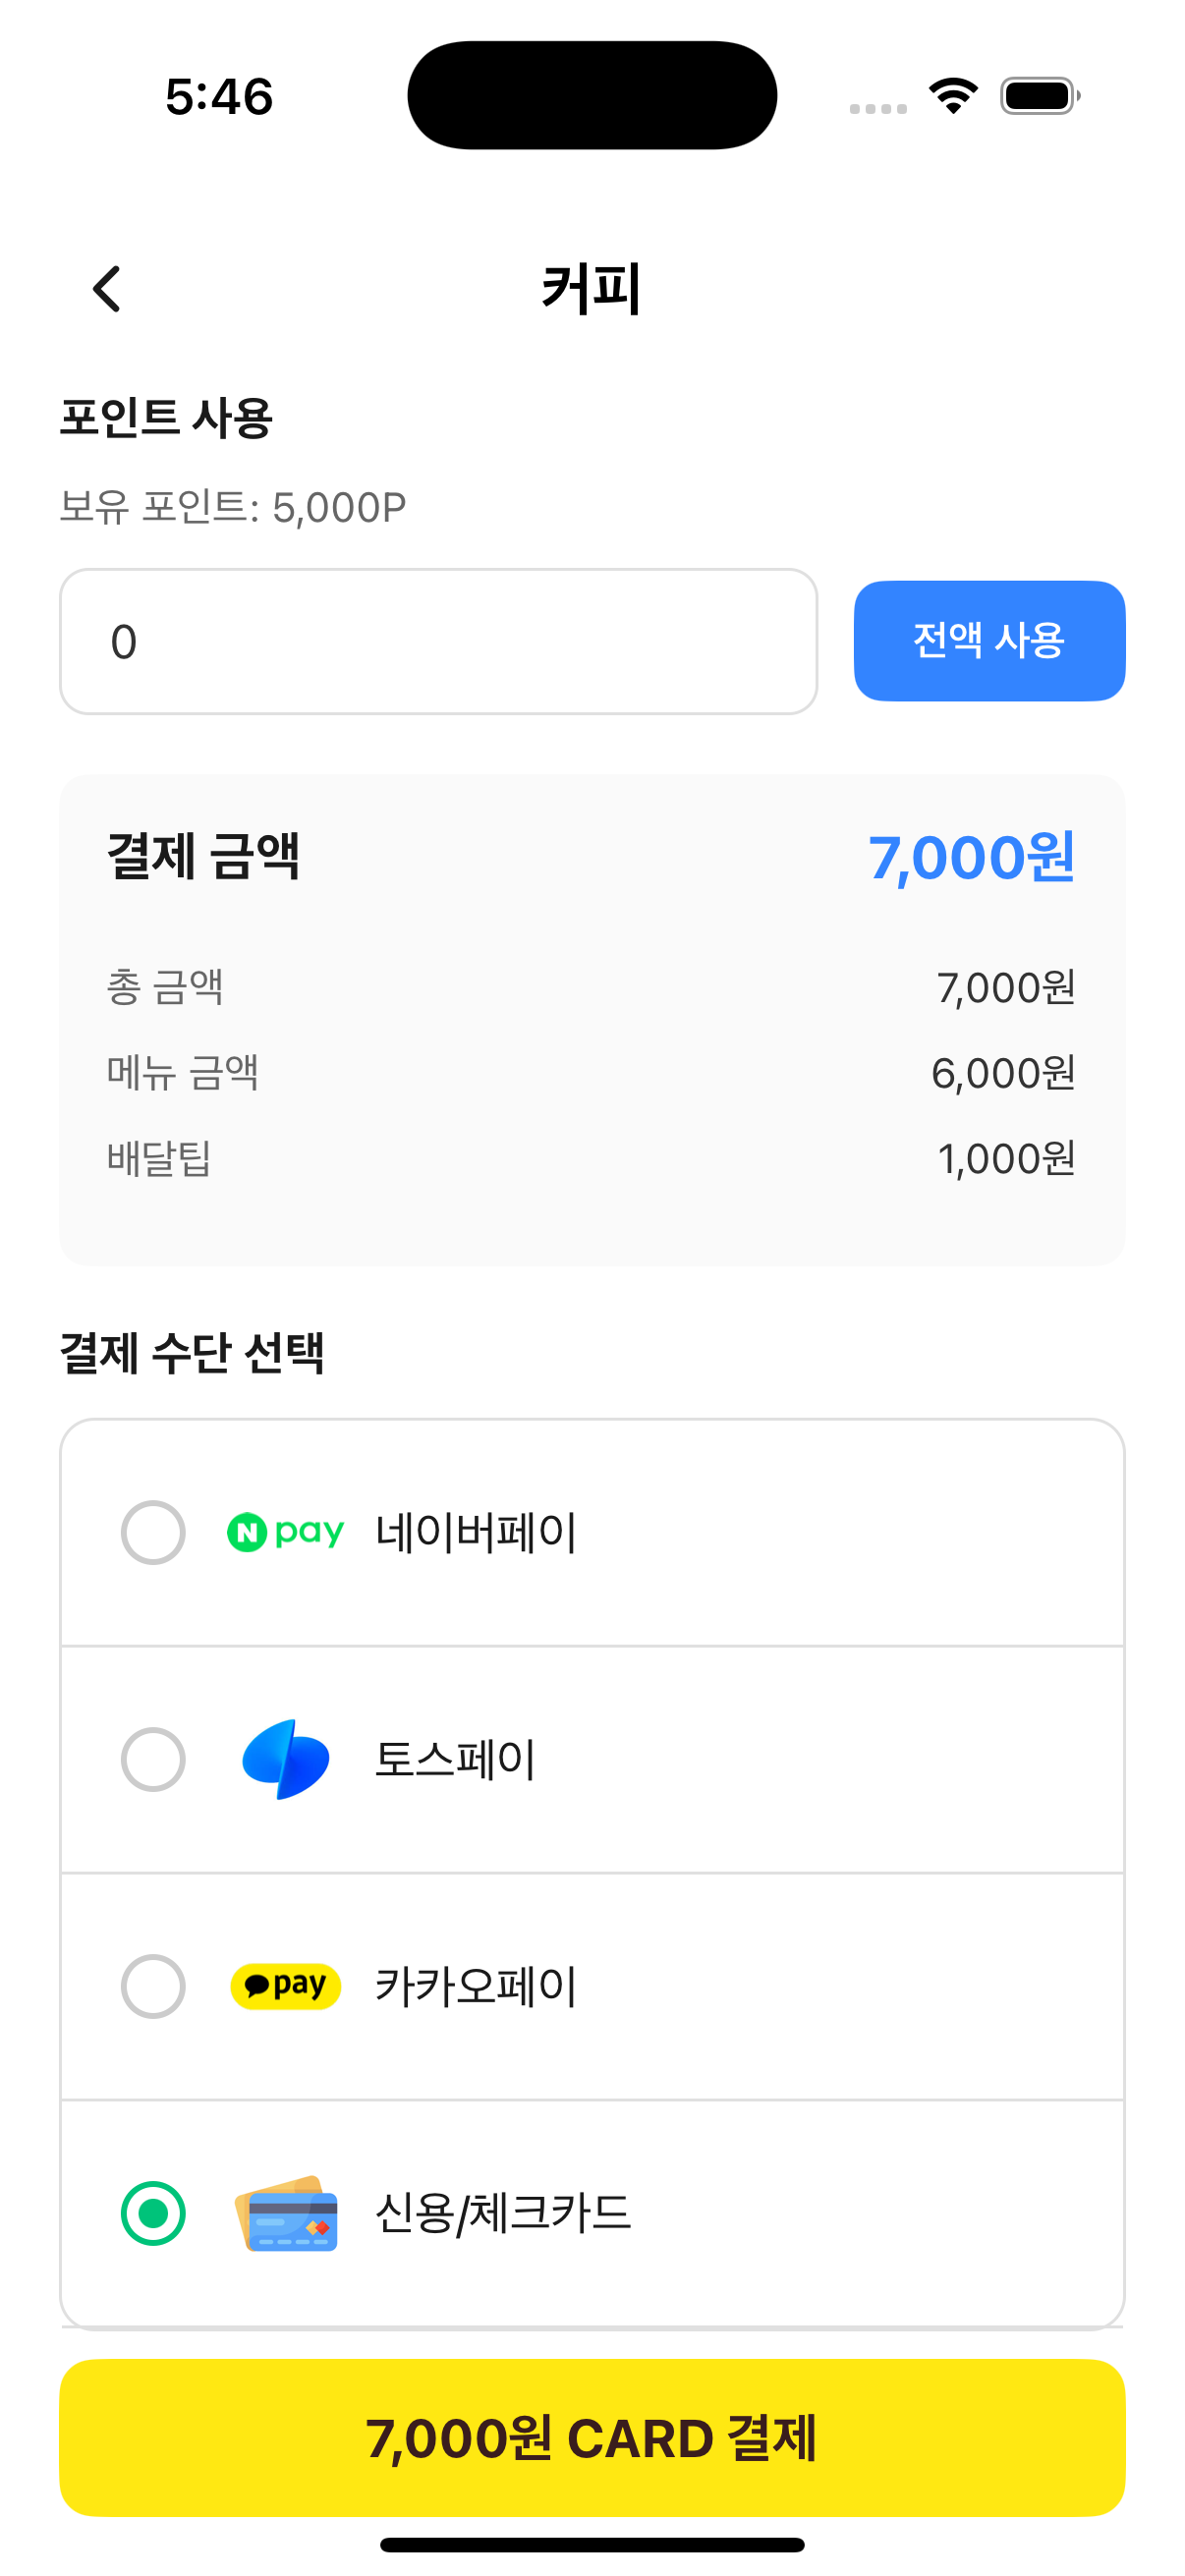 5:46
커피
포인트 사용
보유 포인트: 5,000P
0
전액 사용
결제 금액 7,000원
총 금액 7,000원
메뉴 금액 6,000원
배달팁 1,000원
결제 수단 선택
N pay 네이버페이
토스페이
pay 카카오페이
신용/체크카드
7,000원 CARD 결제